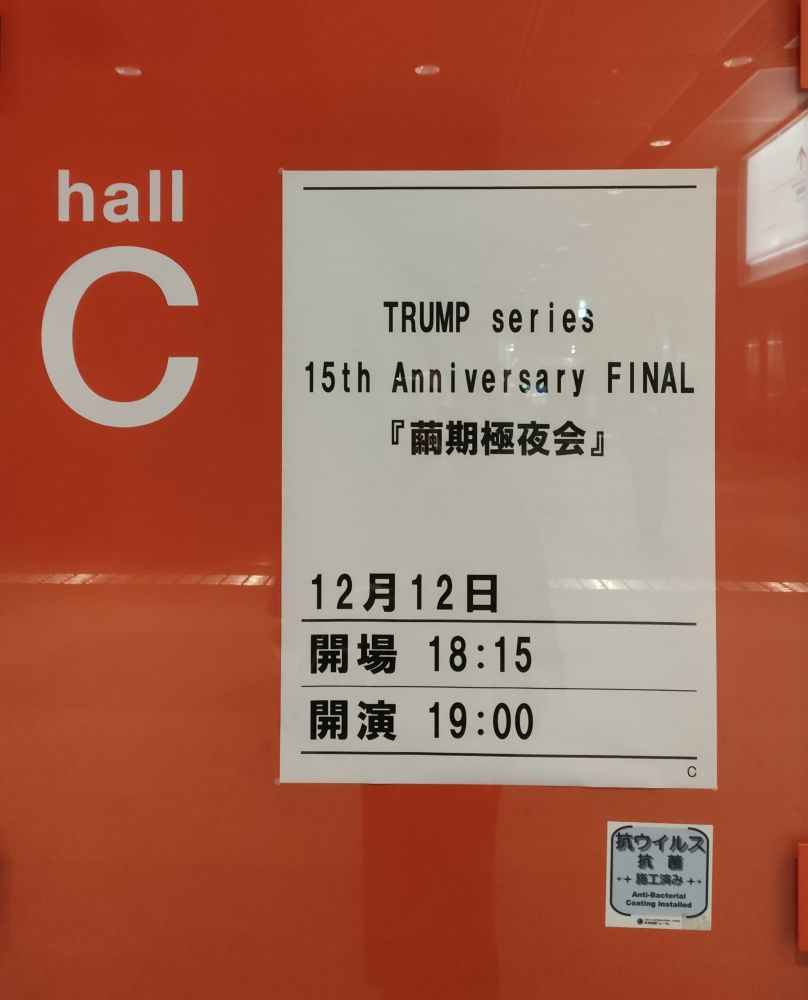 hall
C
TRUMP series
15th Anniversary FINAL
『繭期極夜会』
12月12日
開場 18:15
開演 19:00
C
抗ウイルス
抗菌
施工済み
Anti-Bacterial
Coating installed